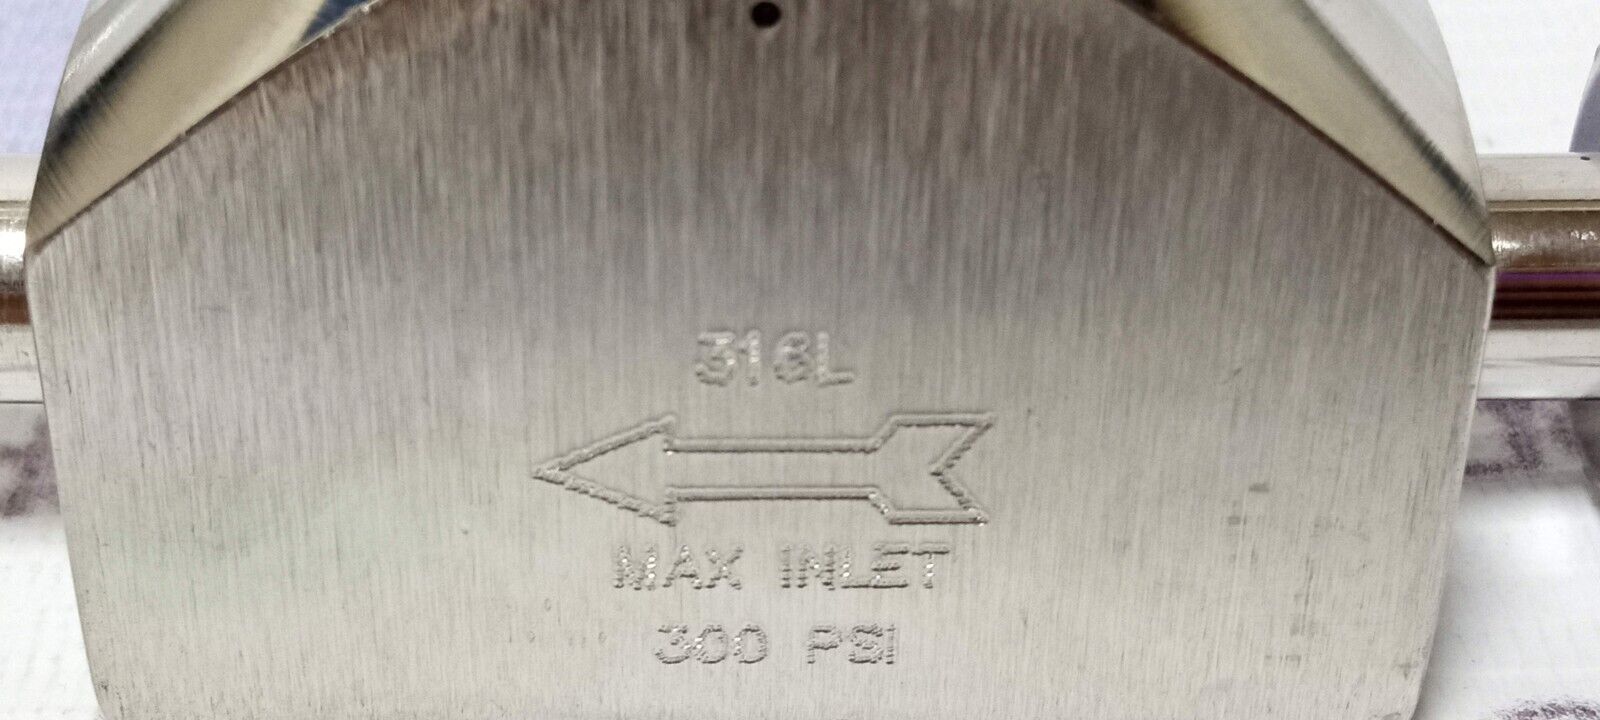 316L
MAX INLET
300 PSI